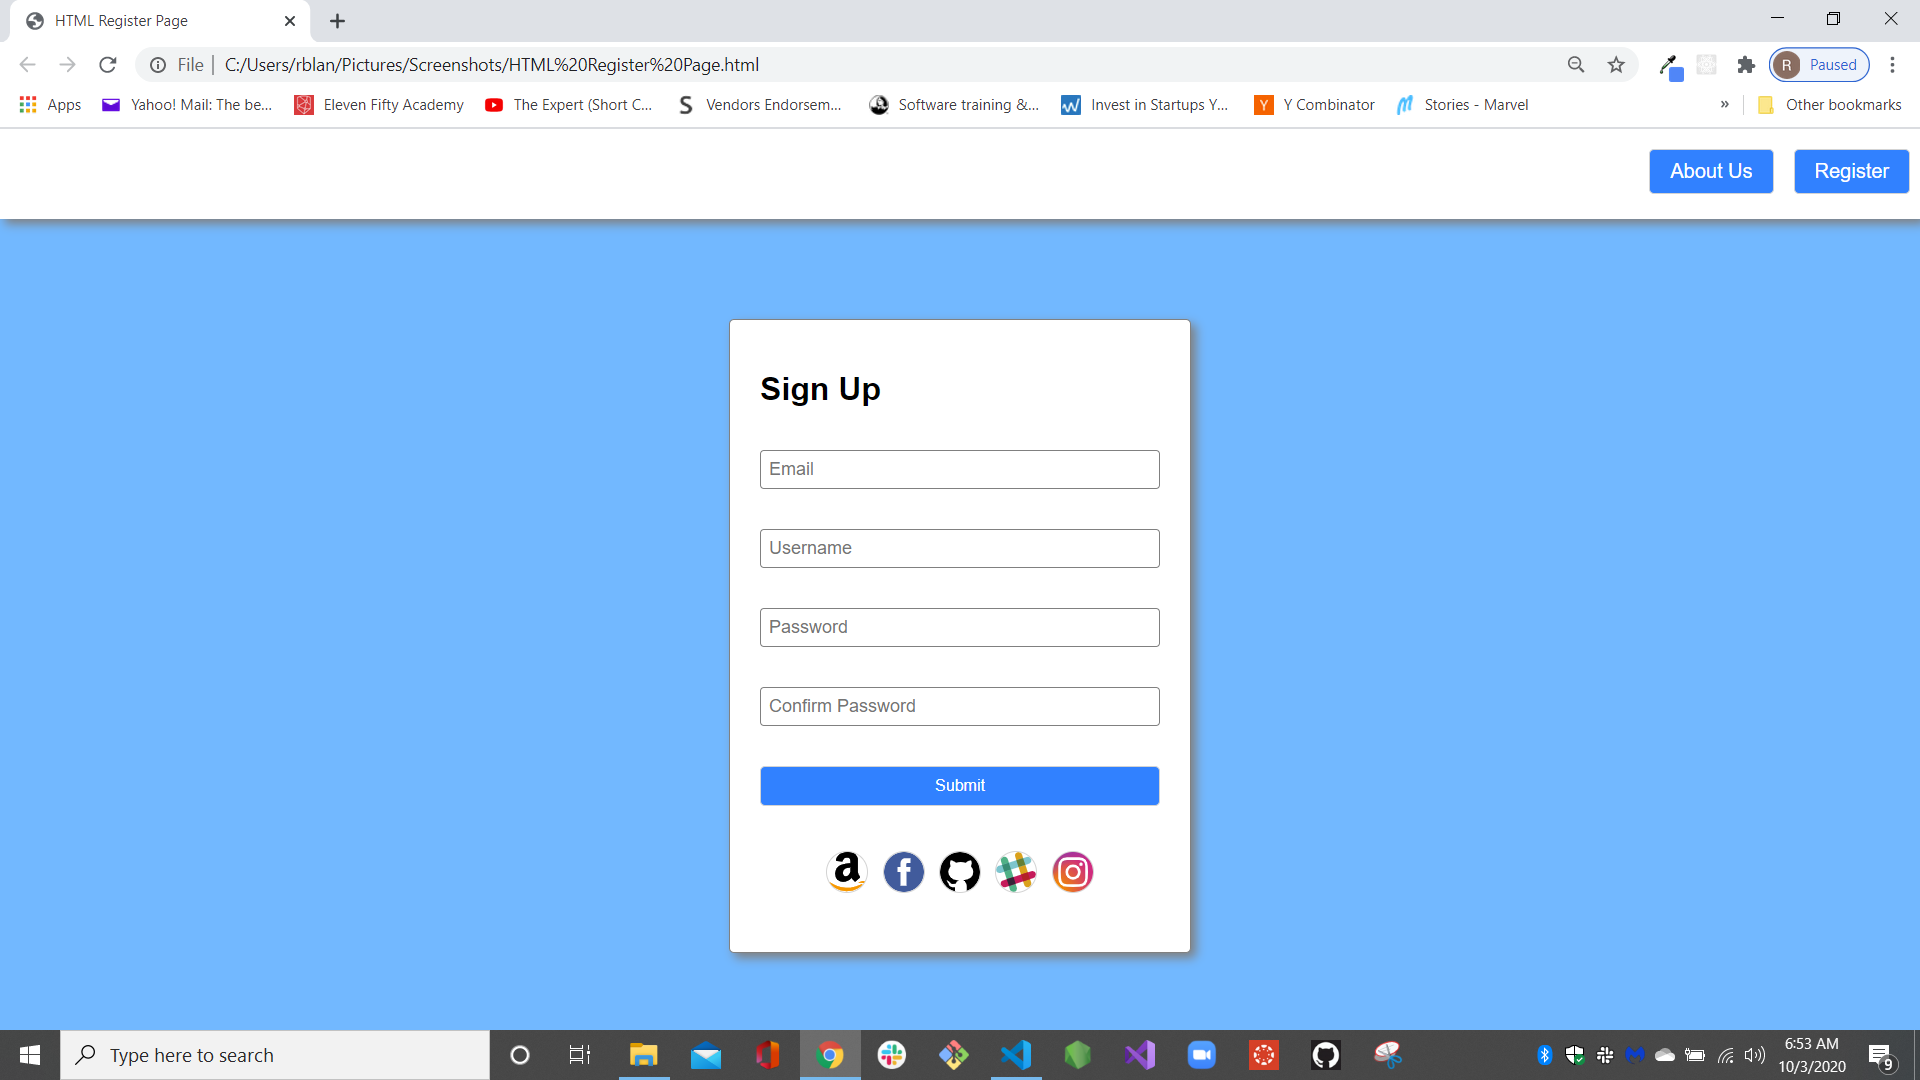 HTML Register Page
File
C:/Users/rblan/Pictures/Screenshots/HTML%20Register%20Page.html
R Paused
Apps
Yahoo! Mail: The be...
Eleven Fifty Academy
The Expert (Short C...
Vendors Endorsem...
Software training &...
Invest in Startups Y...
Y Combinator
Stories - Marvel
»
Other bookmarks
About Us
Register
Sign Up
Email
Username
Password
Confirm Password
Submit
Type here to search
6:53 AM
10/3/2020
9